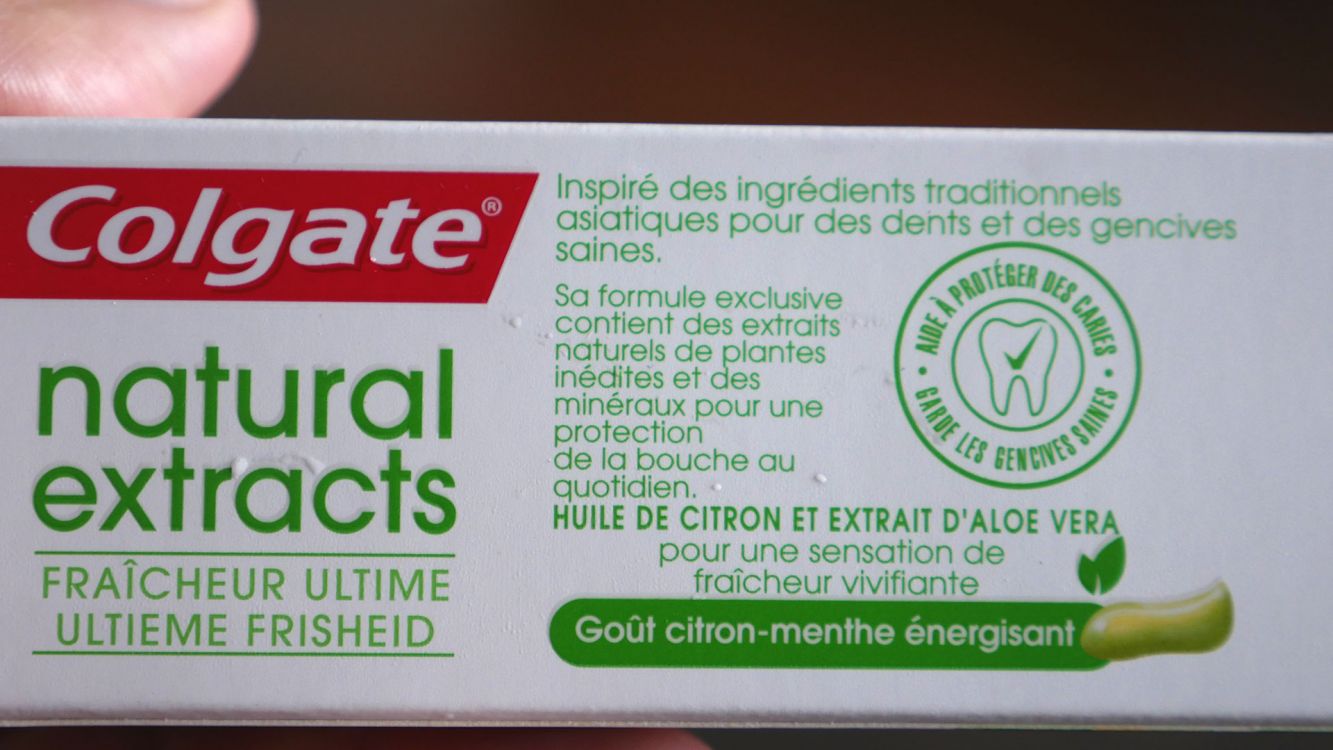 Colgate®
natural
extracts
FRAÎCHEUR ULTIME
ULTIEME FRISHEID
Inspiré des ingrédients traditionnels
asiatiques pour des dents et des gencives
saines.
Sa formule exclusive
contient des extraits
naturels de plantes
inédites et des
minéraux pour une
protection
de la bouche au
quotidien.
AIDE À PROTÉGER DES CARIES
• GARDE LES GENCIVES SAINES •
HUILE DE CITRON ET EXTRAIT D'ALOE VERA
pour une sensation de
fraîcheur vivifiante
Goût citron-menthe énergisant